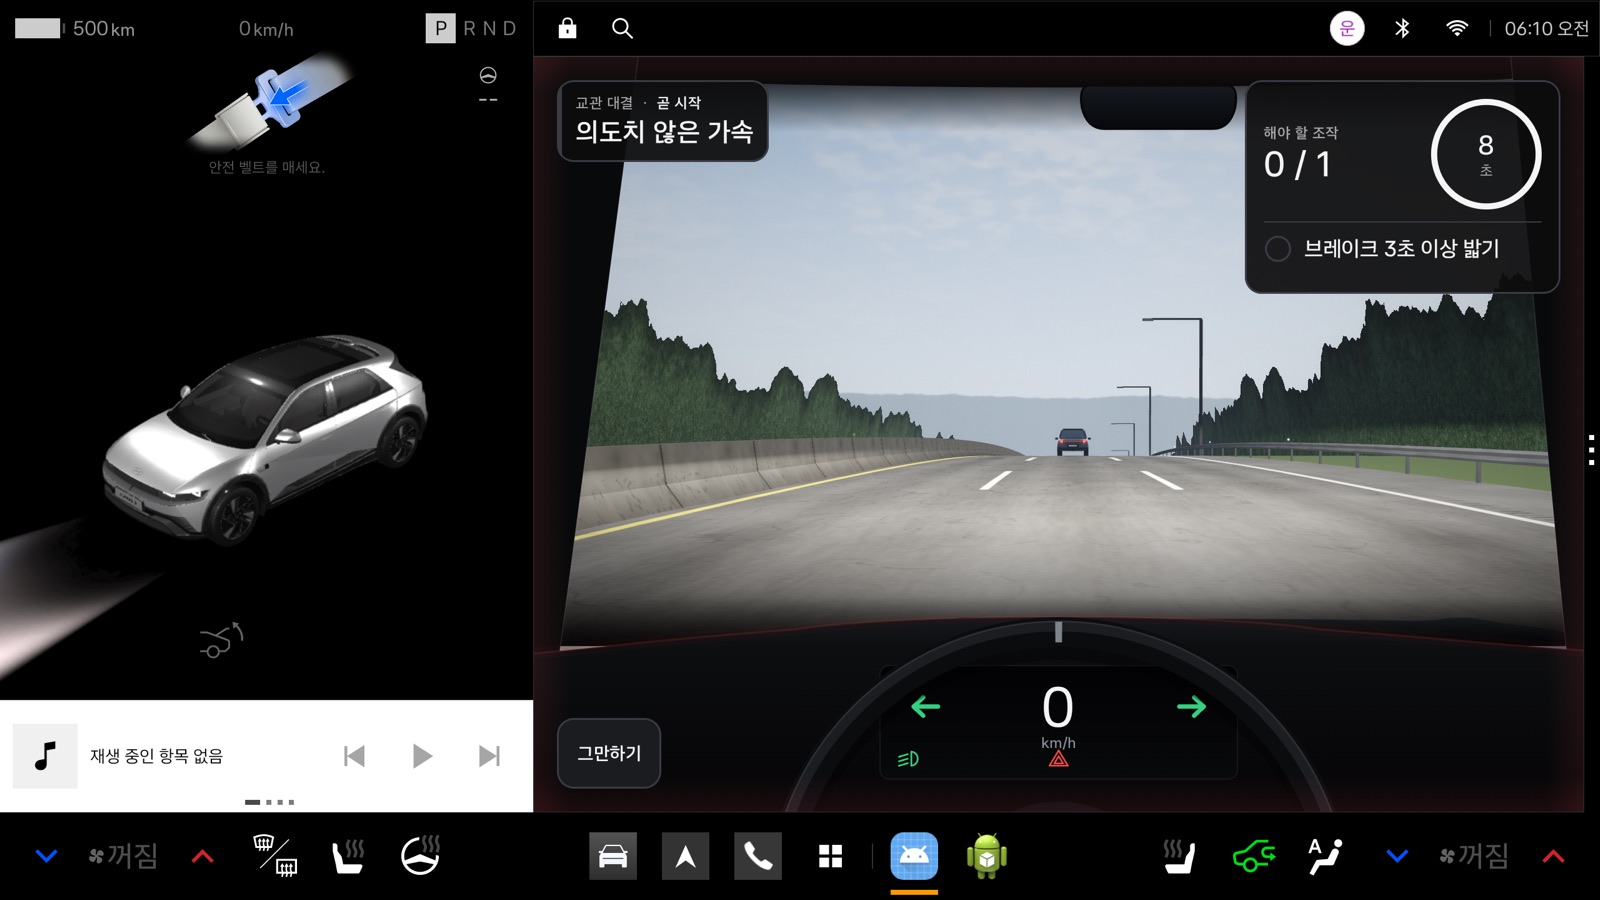 500 km
0 km/h
P R N D
운
06:10 오전
--
안전 벨트를 매세요.
교관 대결 · 곧 시작
의도치 않은 가속
해야 할 조작
0 / 1
8
초
브레이크 3초 이상 밟기
0
km/h
그만하기
재생 중인 항목 없음
꺼짐
A
꺼짐